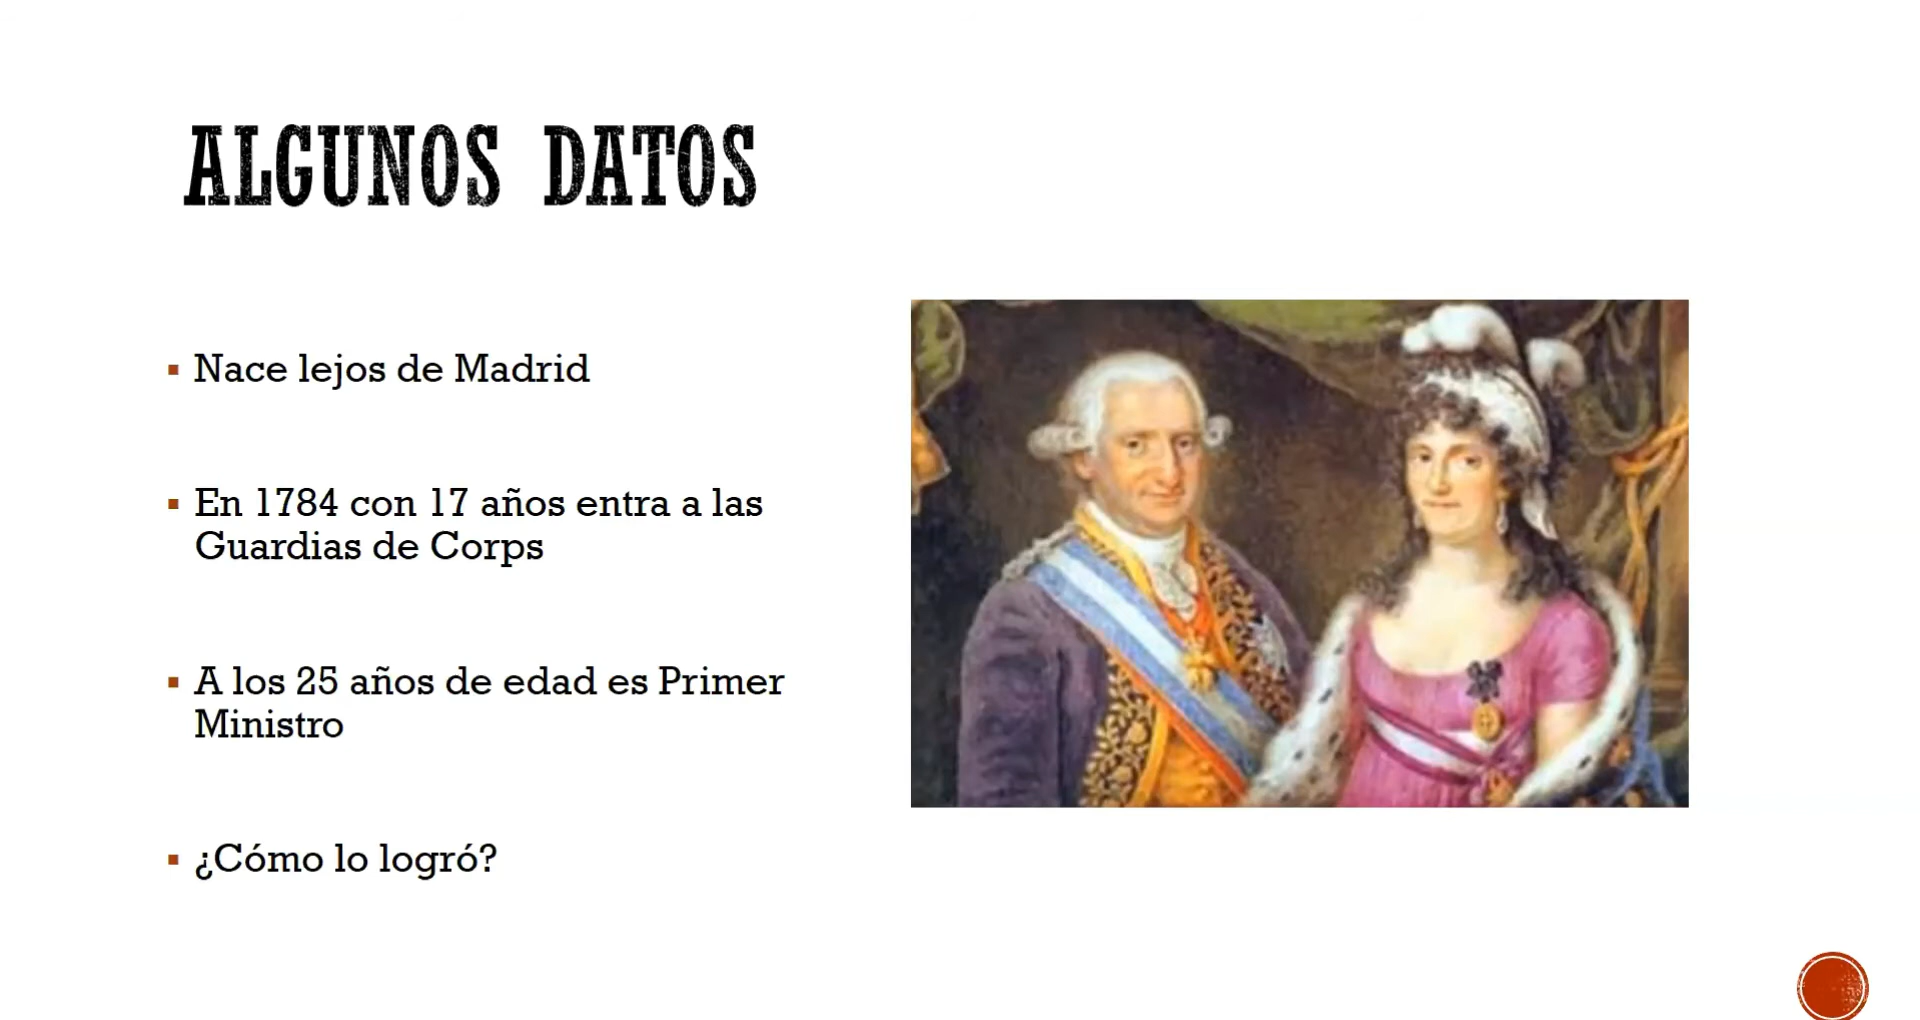 ALGUNOS DATOS
Nace lejos de Madrid
En 1784 con 17 años entra a las
Guardias de Corps
A los 25 años de edad es Primer
Ministro
¿Cómo lo logró?